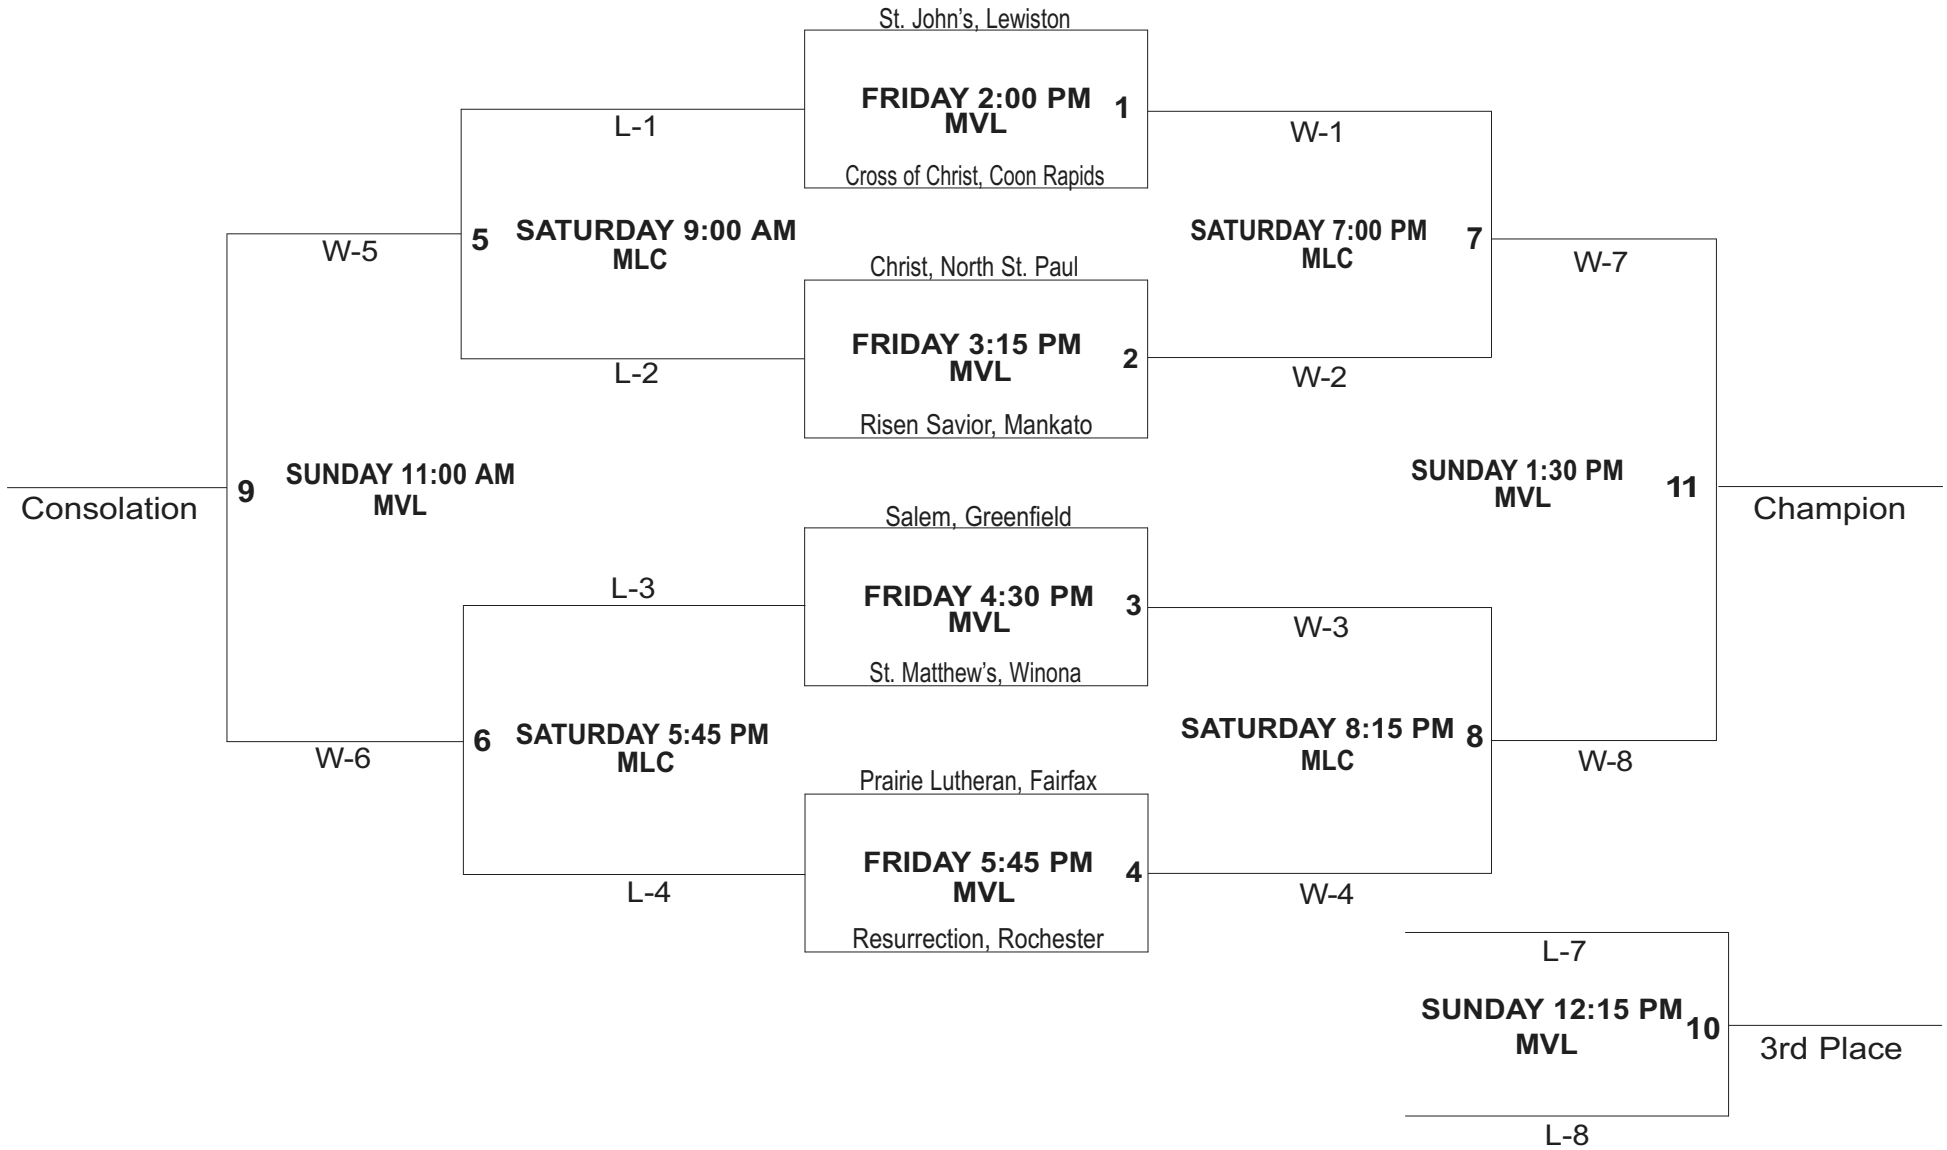 St. John’s, Lewiston
FRIDAY 2:00 PM
MVL
1
Cross of Christ, Coon Rapids
L-1
W-1
SATURDAY 9:00 AM
MLC
5
W-5
SATURDAY 7:00 PM
MLC
7
W-7
Christ, North St. Paul
FRIDAY 3:15 PM
MVL
2
Risen Savior, Mankato
L-2
W-2
SUNDAY 11:00 AM
MVL
9
Consolation
SUNDAY 1:30 PM
MVL
11
Champion
Salem, Greenfield
FRIDAY 4:30 PM
MVL
3
St. Matthew’s, Winona
L-3
W-3
SATURDAY 5:45 PM
MLC
6
W-6
SATURDAY 8:15 PM
MLC
8
W-8
Prairie Lutheran, Fairfax
FRIDAY 5:45 PM
MVL
4
Resurrection, Rochester
L-4
W-4
L-7
SUNDAY 12:15 PM
MVL
10
3rd Place
L-8